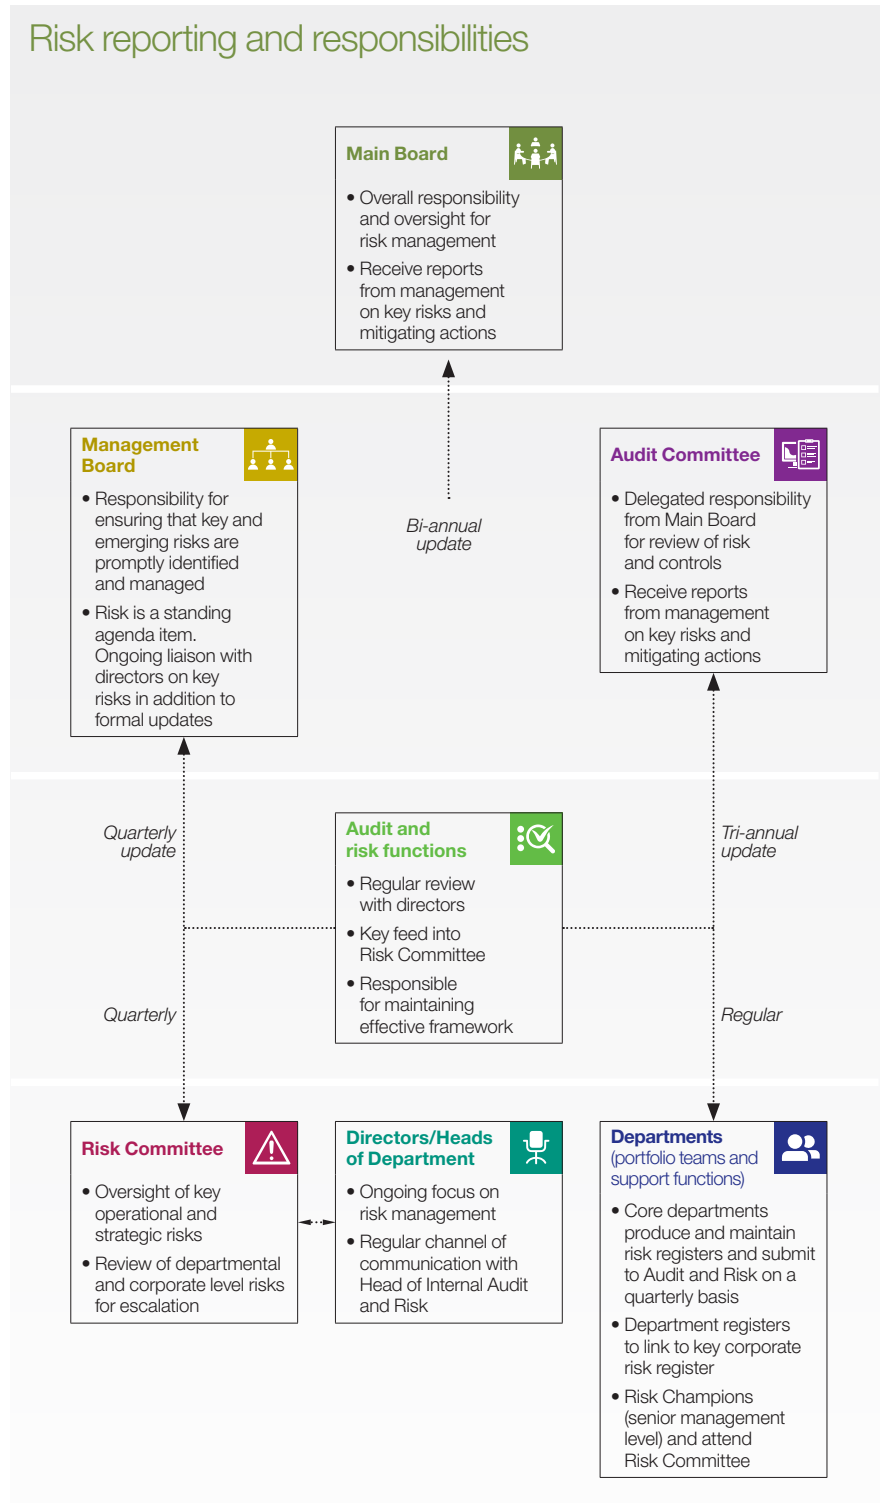 Risk reporting and responsibilities
Main Board
• Overall responsibility
and oversight for
risk management
• Receive reports
from management
on key risks and
mitigating actions
Management
Board
• Responsibility for
ensuring that key and
emerging risks are
promptly identified
and managed
• Risk is a standing
agenda item.
Ongoing liaison with
directors on key
risks in addition to
formal updates
Bi-annual
update
Audit Committee
• Delegated responsibility
from Main Board
for review of risk
and controls
• Receive reports
from management
on key risks and
mitigating actions
Quarterly
update
Audit and
risk functions
• Regular review
with directors
• Key feed into
Risk Committee
• Responsible
for maintaining
effective framework
Tri-annual
update
Quarterly
Regular
Risk Committee
• Oversight of key
operational and
strategic risks
• Review of departmental
and corporate level risks
for escalation
Directors/Heads
of Department
• Ongoing focus on
risk management
• Regular channel of
communication with
Head of Internal Audit
and Risk
Departments
(portfolio teams and
support functions)
• Core departments
produce and maintain
risk registers and submit
to Audit and Risk on a
quarterly basis
• Department registers
to link to key corporate
risk register
• Risk Champions
(senior management
level) and attend
Risk Committee